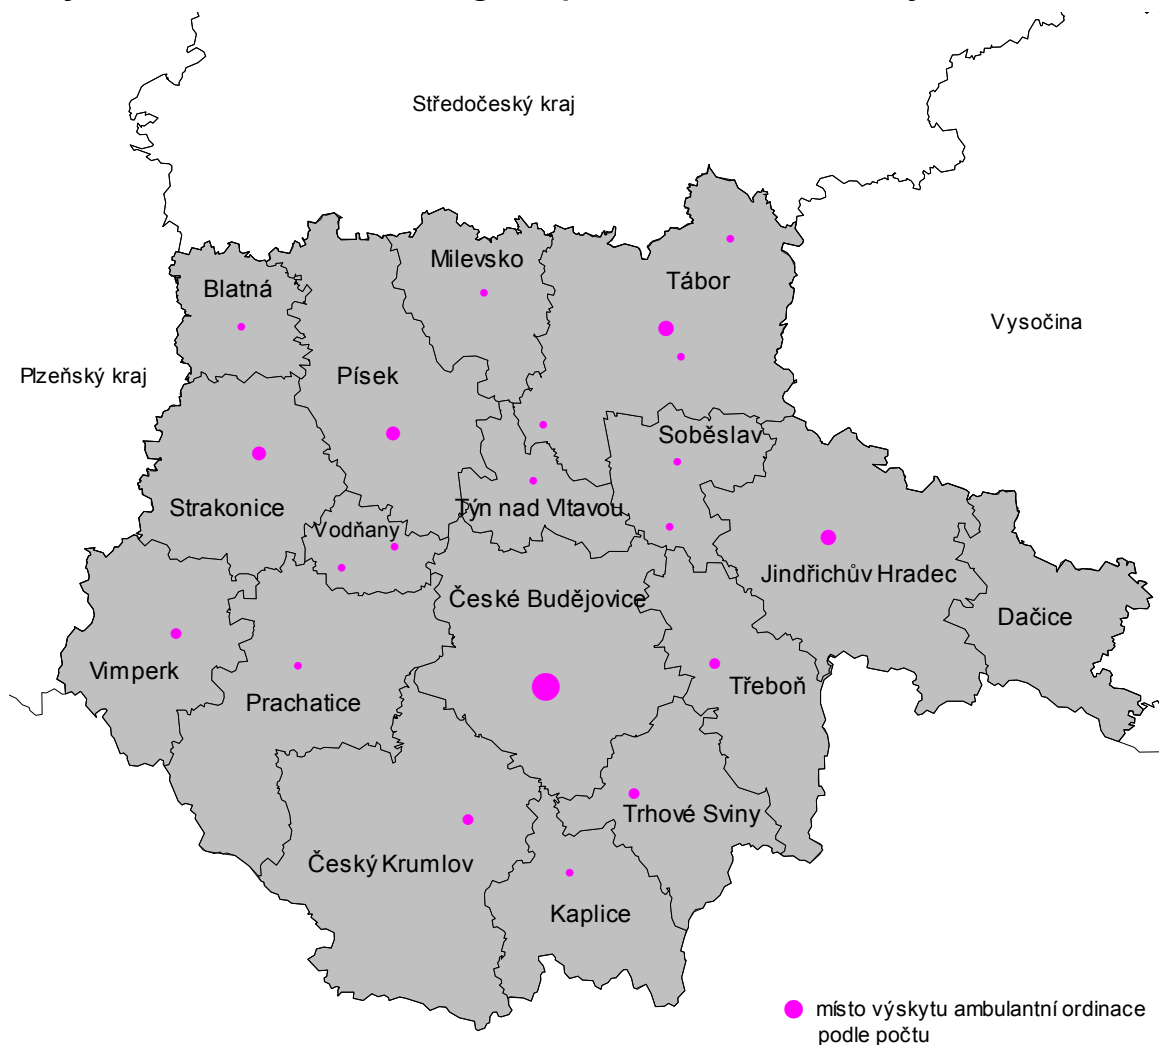 Středočeský kraj
Milevsko
Tábor
Blatná
Vysočina
Plzeňský kraj
Písek
Soběslav
Strakonice
Týn nad Vltavou
Vodňany
Jindřichův Hradec
České Budějovice
Dačice
Vimperk
Třeboň
Prachatice
Trhové Sviny
Český Krumlov
Kaplice
místo výskytu ambulantní ordinace
podle počtu